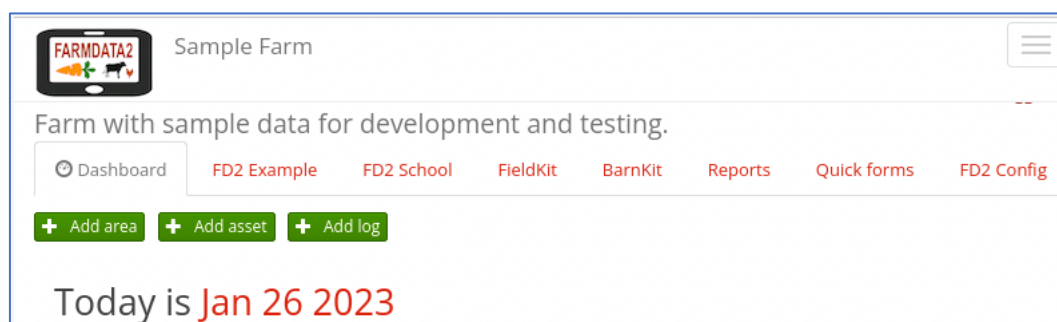 FARMDATA2
Sample Farm
Farm with sample data for development and testing.
Dashboard FD2 Example FD2 School FieldKit BarnKit Reports Quick forms FD2 Config
Add area Add asset Add log
Today is Jan 26 2023